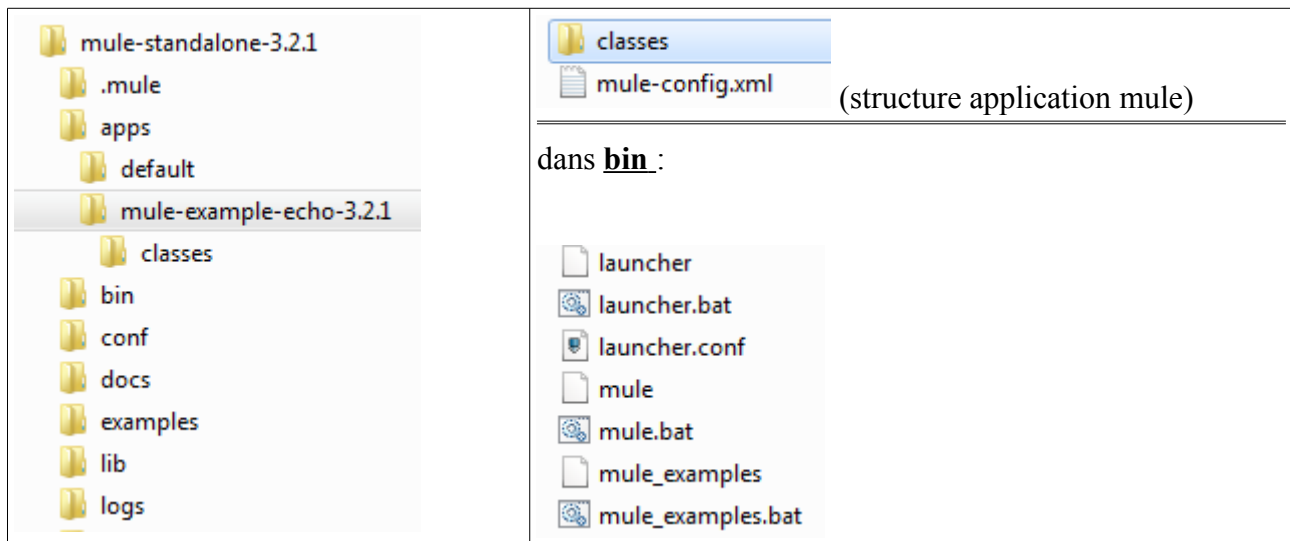 mule-standalone-3.2.1
.mule
apps
default
mule-example-echo-3.2.1
classes
bin
conf
docs
examples
lib
logs
classes
mule-config.xml (structure application mule)
dans bin :
launcher
launcher.bat
launcher.conf
mule
mule.bat
mule_examples
mule_examples.bat